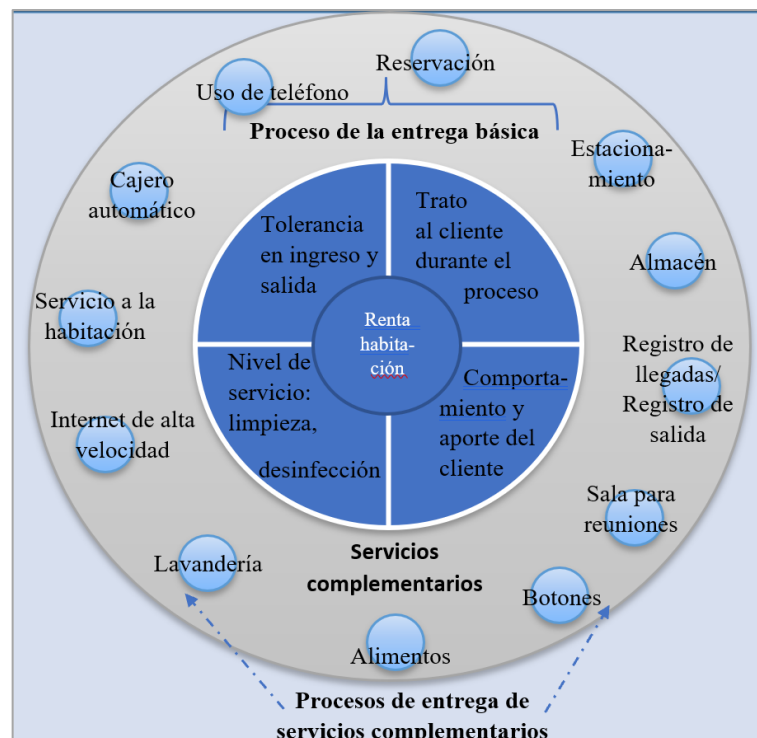 Reservación
Uso de teléfono
Proceso de la entrega básica
Estaciona-
miento
Cajero
automático
Tolerancia
en ingreso y
salida
Trato
al cliente
durante el
proceso
Almacén
Servicio a la
habitación
Renta
habita-
ción
Registro de
llegadas/
Registro de
salida
Nivel de
servicio:
limpieza,
desinfección
Comporta-
miento y
aporte del
cliente
Internet de alta
velocidad
Sala para
reuniones
Servicios
complementarios
Lavandería
Botones
Alimentos
Procesos de entrega de
servicios complementarios